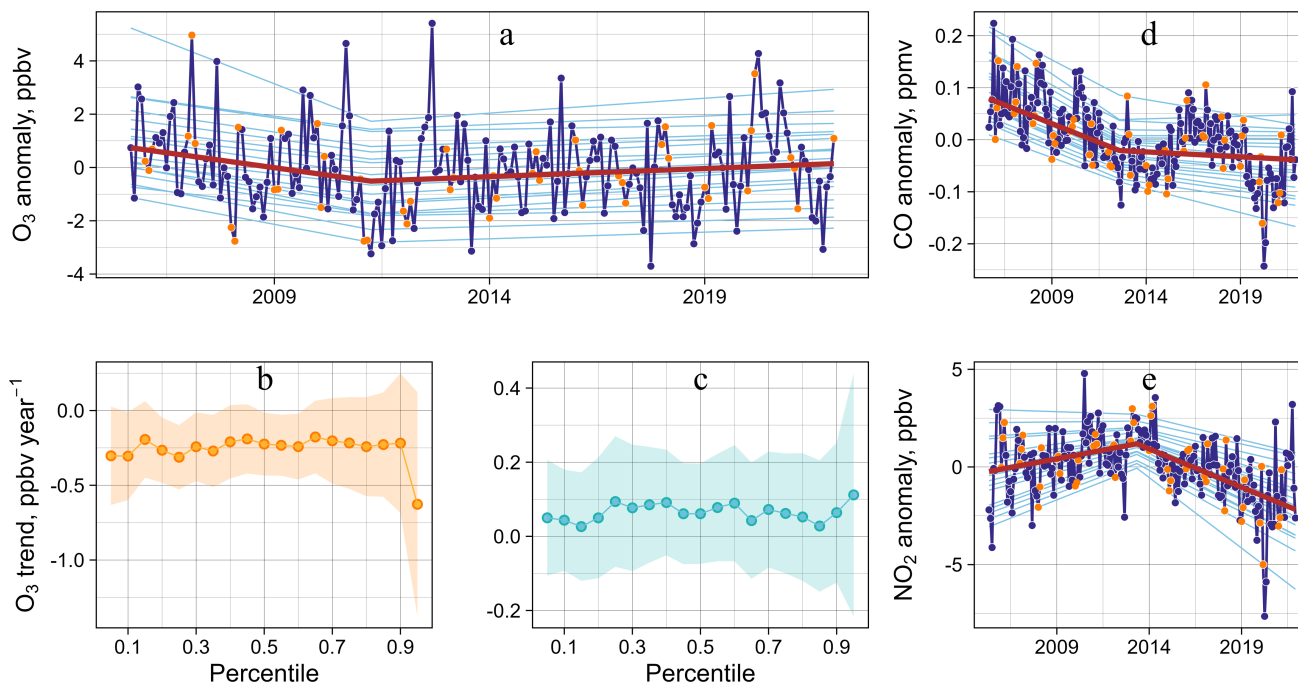 a
O₃ anomaly, ppbv
4
2
0
-2
-4
2009 2014 2019
d
CO anomaly, ppmv
0.2
0.1
0.0
-0.1
-0.2
2009 2014 2019
b
O₃ trend, ppbv year⁻¹
0.0
-0.5
-1.0
0.1 0.3 0.5 0.7 0.9
Percentile
c
0.4
0.2
0.0
-0.2
0.1 0.3 0.5 0.7 0.9
Percentile
e
NO₂ anomaly, ppbv
5
0
-5
2009 2014 2019